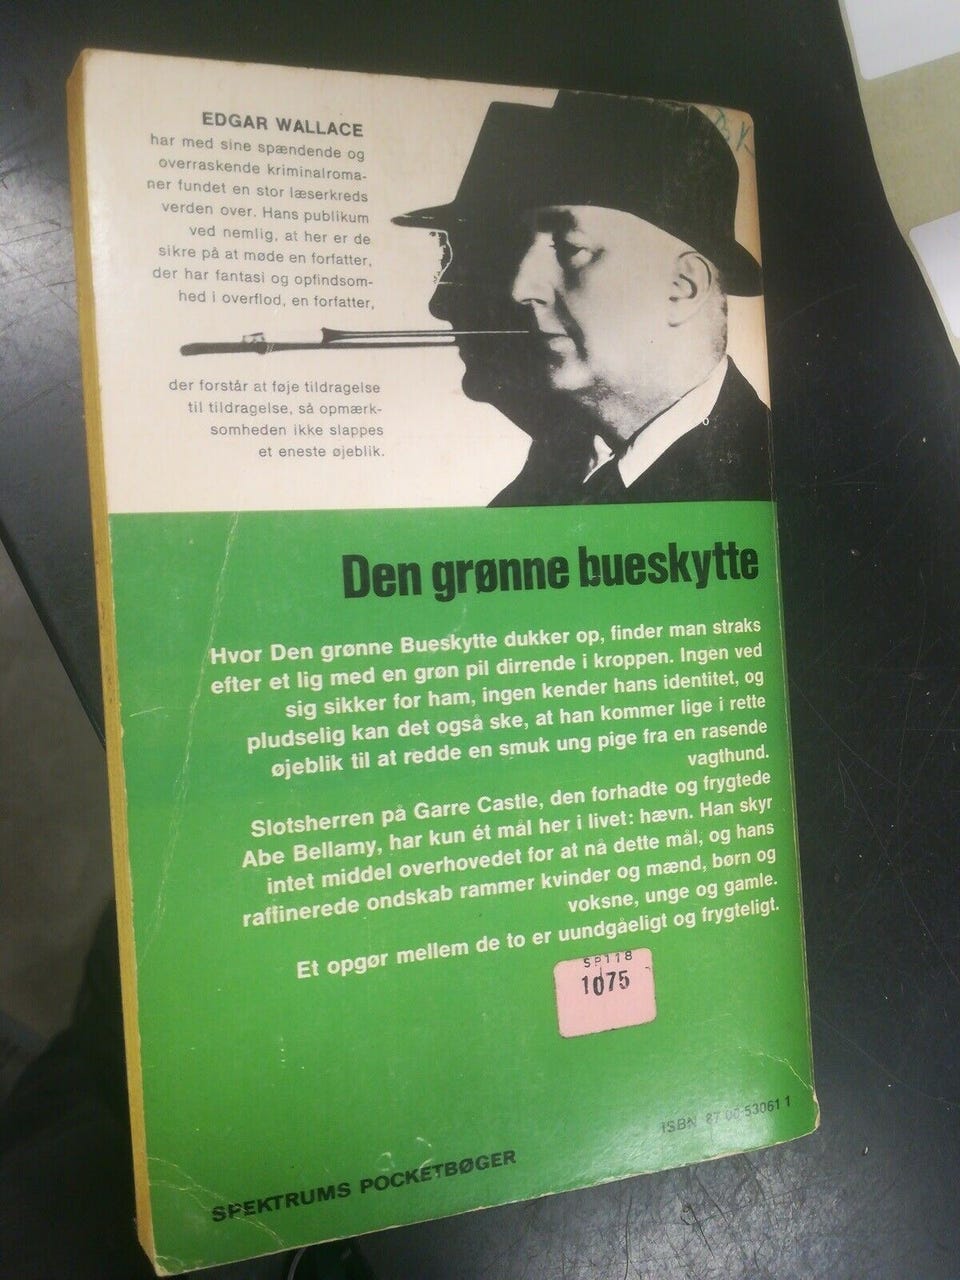 EDGAR WALLACE
har med sine spændende og
overraskende kriminalroma-
ner fundet en stor læserkreds
verden over. Hans publikum
ved nemlig, at her er de
sikre på at møde en forfatter,
der har fantasi og opfindsom-
hed i overflod, en forfatter,
der forstår at føje tildragelse
til tildragelse, så opmærk-
somheden ikke slappes
et eneste øjeblik.
Den grønne bueskytte
Hvor Den grønne Bueskytte dukker op, finder man straks
efter et lig med en grøn pil dirrende i kroppen. Ingen ved
sig sikker for ham, ingen kender hans identitet, og
pludselig kan det også ske, at han kommer lige i rette
øjeblik til at redde en smuk ung pige fra en rasende
vagthund.
Slotsherren på Garre Castle, den forhadte og frygtede
Abe Bellamy, har kun ét mål her i livet: hævn. Han skyr
intet middel overhovedet for at nå dette mål, og hans
raffinerede ondskab rammer kvinder og mænd, børn og
voksne, unge og gamle.
Et opgør mellem de to er uundgåeligt og frygteligt.
SP118
1075
ISBN 87 00 53061 1
SPEKTRUMS POCKETBØGER